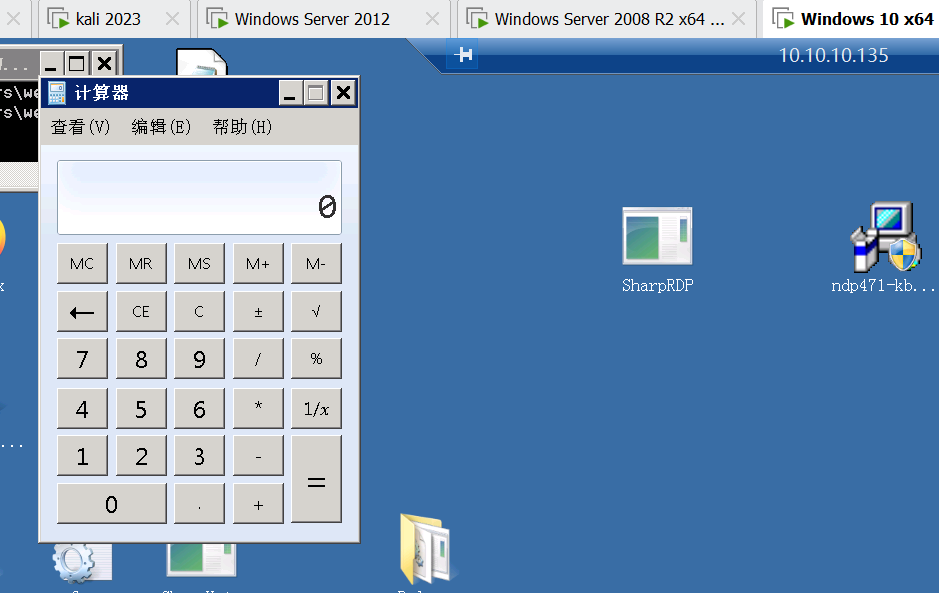 kali 2023
Windows Server 2012
Windows Server 2008 R2 x64 ...
Windows 10 x64
10.10.10.135
计算器
查看(V) 编辑(E) 帮助(H)
0
MC MR MS M+ M-
← CE C ± √
7 8 9 / %
4 5 6 * 1/x
1 2 3 - =
0 . +
SharpRDP
ndp471-kb...